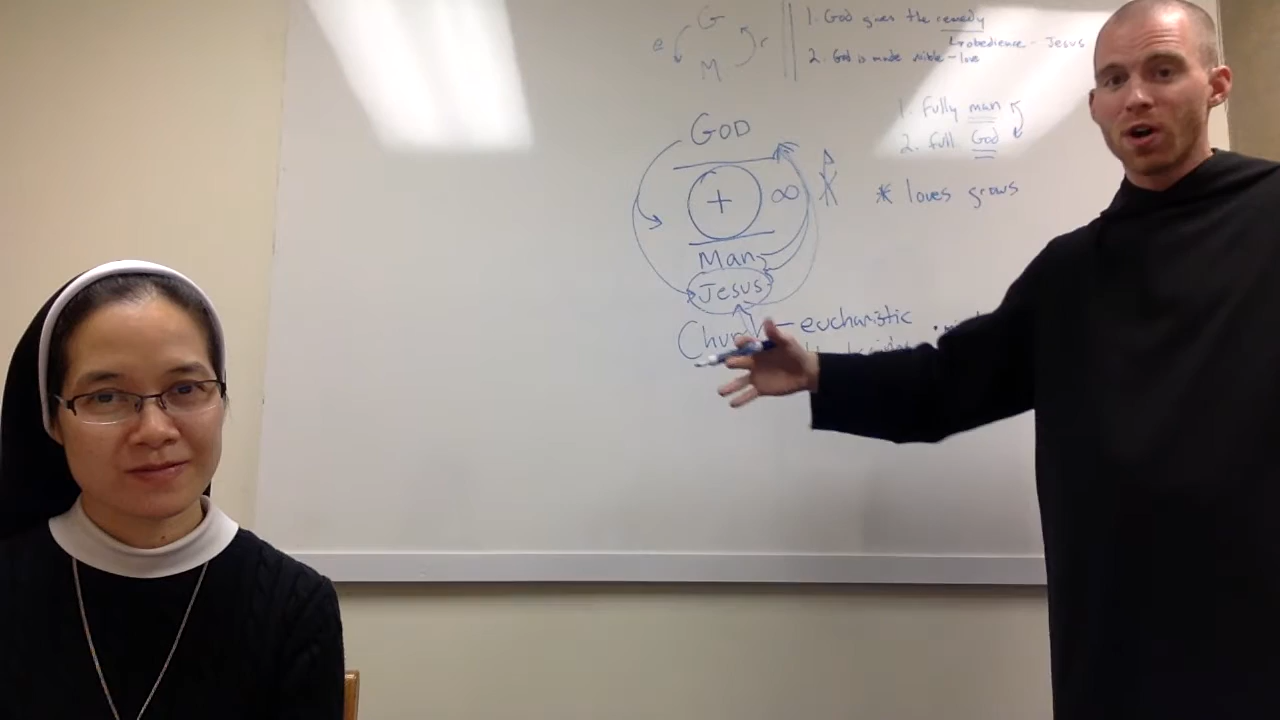 G
e r
M
1. God gives the remedy
↳ obedience - Jesus
2. God is made visible - love
1. Fully man
2. full God
* loves grows
GOD
+ ∞
Man
Jesus
Church - eucharistic